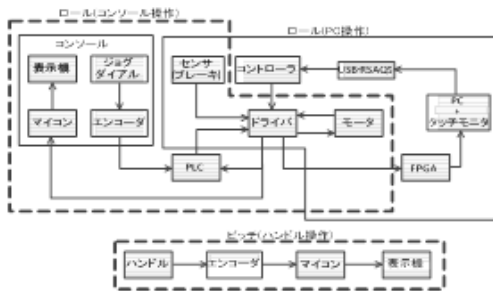 ロール(コンソール操作)
ロール(PC操作)
コンソール
表示機
ジョグ
ダイアル
センサ
ブレーキ
コントローラ
マイコン
エンコーダ
ドライバ
モータ
PC
+
タッチモニタ
PLC
FPGA
ピッチ(ハンドル操作)
ハンドル
エンコーダ
マイコン
表示機